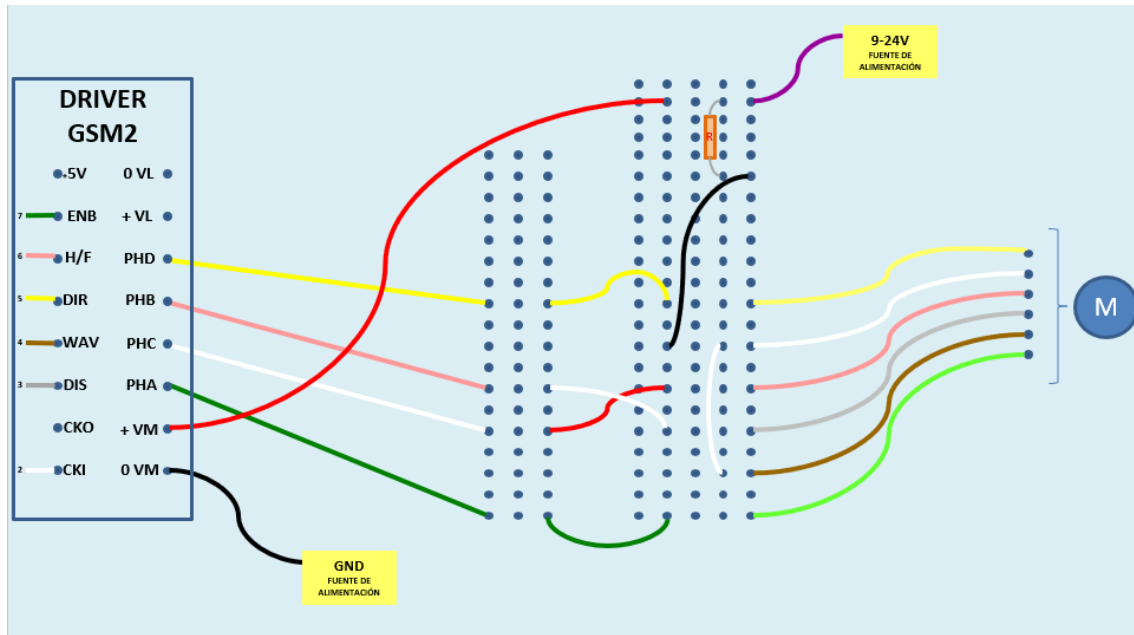 9-24V
FUENTE DE
ALIMENTACIÓN
DRIVER
GSM2
+5V 0 VL
7 ENB + VL
6 H/F PHD
5 DIR PHB
4 WAV PHC
3 DIS PHA
CKO + VM
2 CKI 0 VM
R
M
GND
FUENTE DE
ALIMENTACIÓN